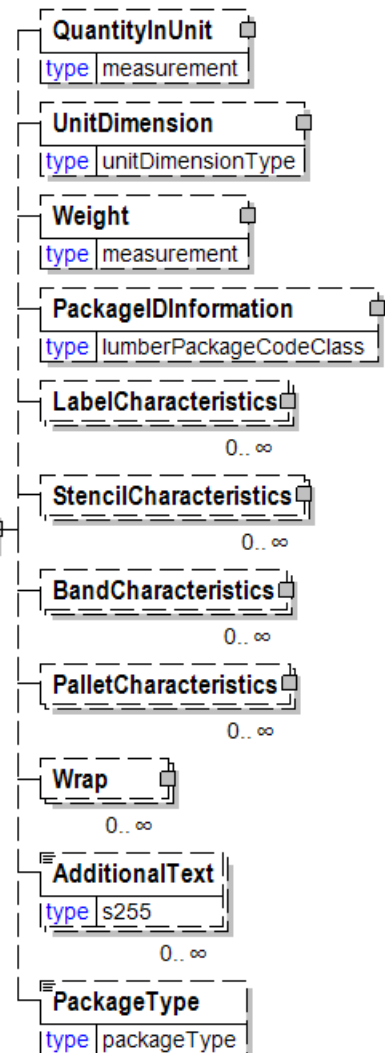 QuantityInUnit
type measurement
UnitDimension
type unitDimensionType
Weight
type measurement
PackageIDInformation
type lumberPackageCodeClass
LabelCharacteristics
0.. ∞
StencilCharacteristics
0.. ∞
BandCharacteristics
0.. ∞
PalletCharacteristics
0.. ∞
Wrap
0.. ∞
AdditionalText
type s255
0.. ∞
PackageType
type packageType